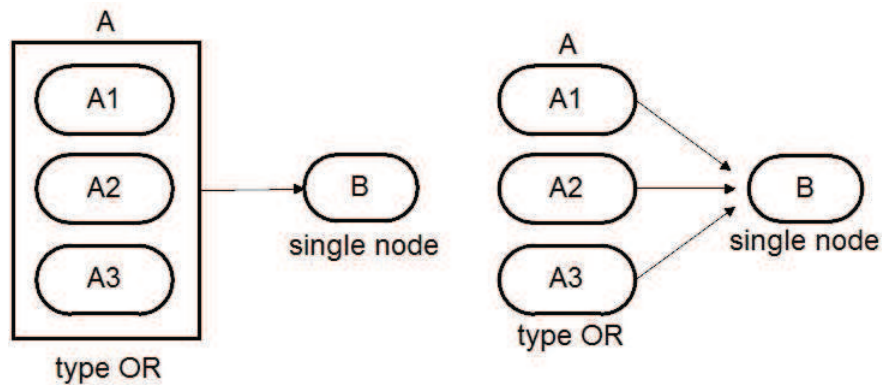 A
A1
A2
A3
type OR
B
single node
A
A1
A2
A3
type OR
B
single node